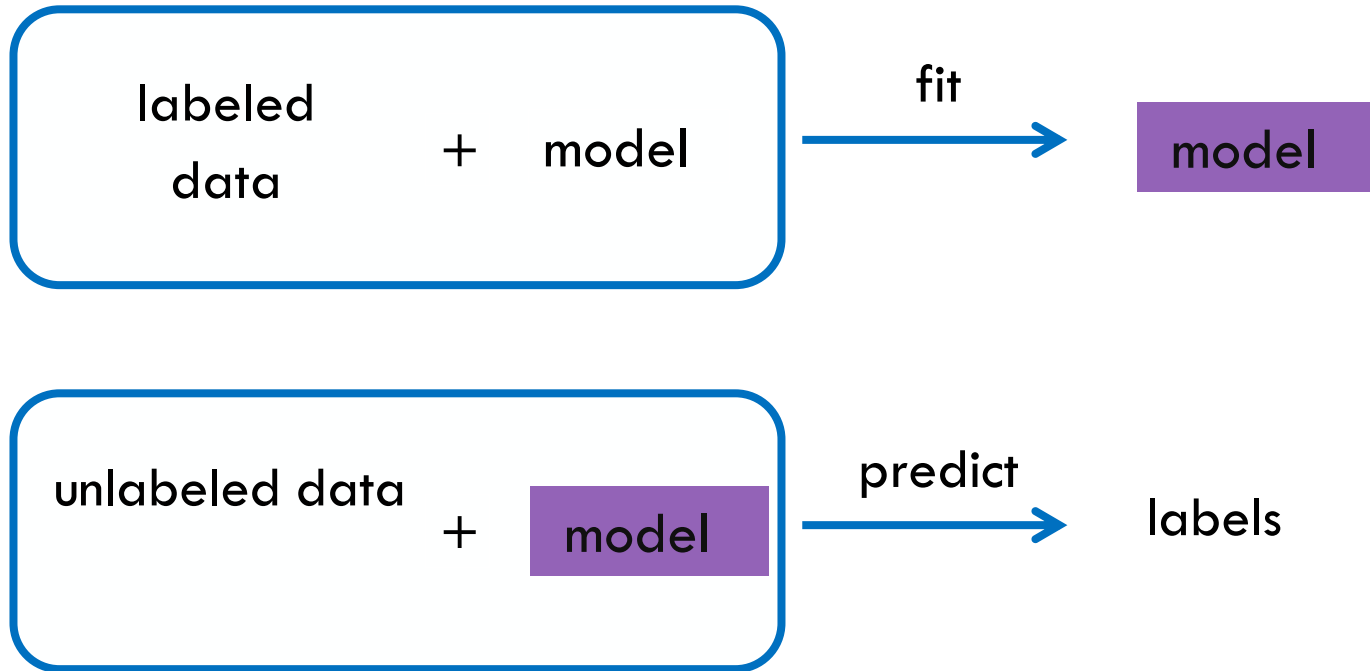 labeled
data
+ model
fit
model
unlabeled data
+ model
predict
labels